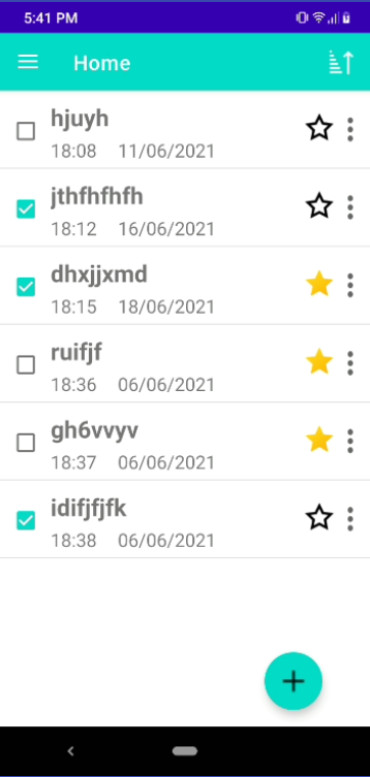 5:41 PM
Home
hjuyh
18:08 11/06/2021
jthfhfhfh
18:12 16/06/2021
dhxjjxmd
18:15 18/06/2021
ruifjf
18:36 06/06/2021
gh6vvyv
18:37 06/06/2021
idifjfjfk
18:38 06/06/2021